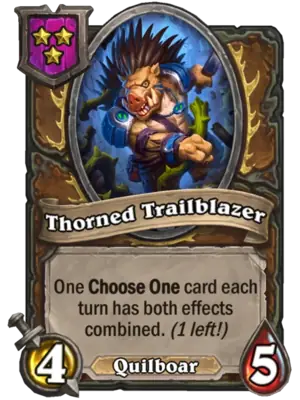 Thorned Trailblazer
One Choose One card each
turn has both effects
combined. (1 left!)
Quilboar
4
5